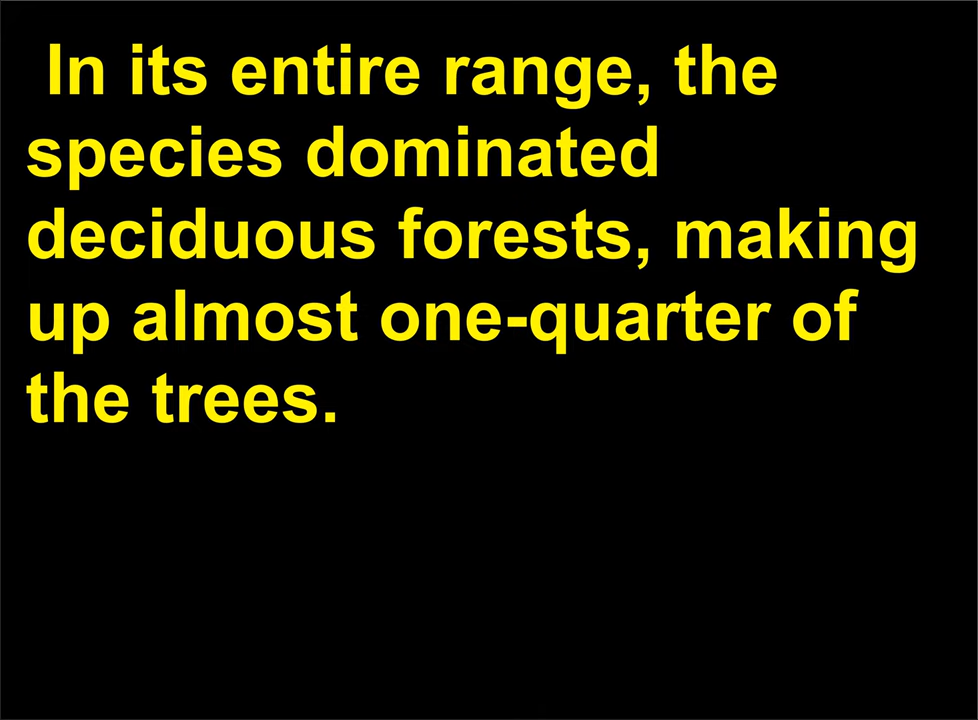 In its entire range, the
species dominated
deciduous forests, making
up almost one-quarter of
the trees.